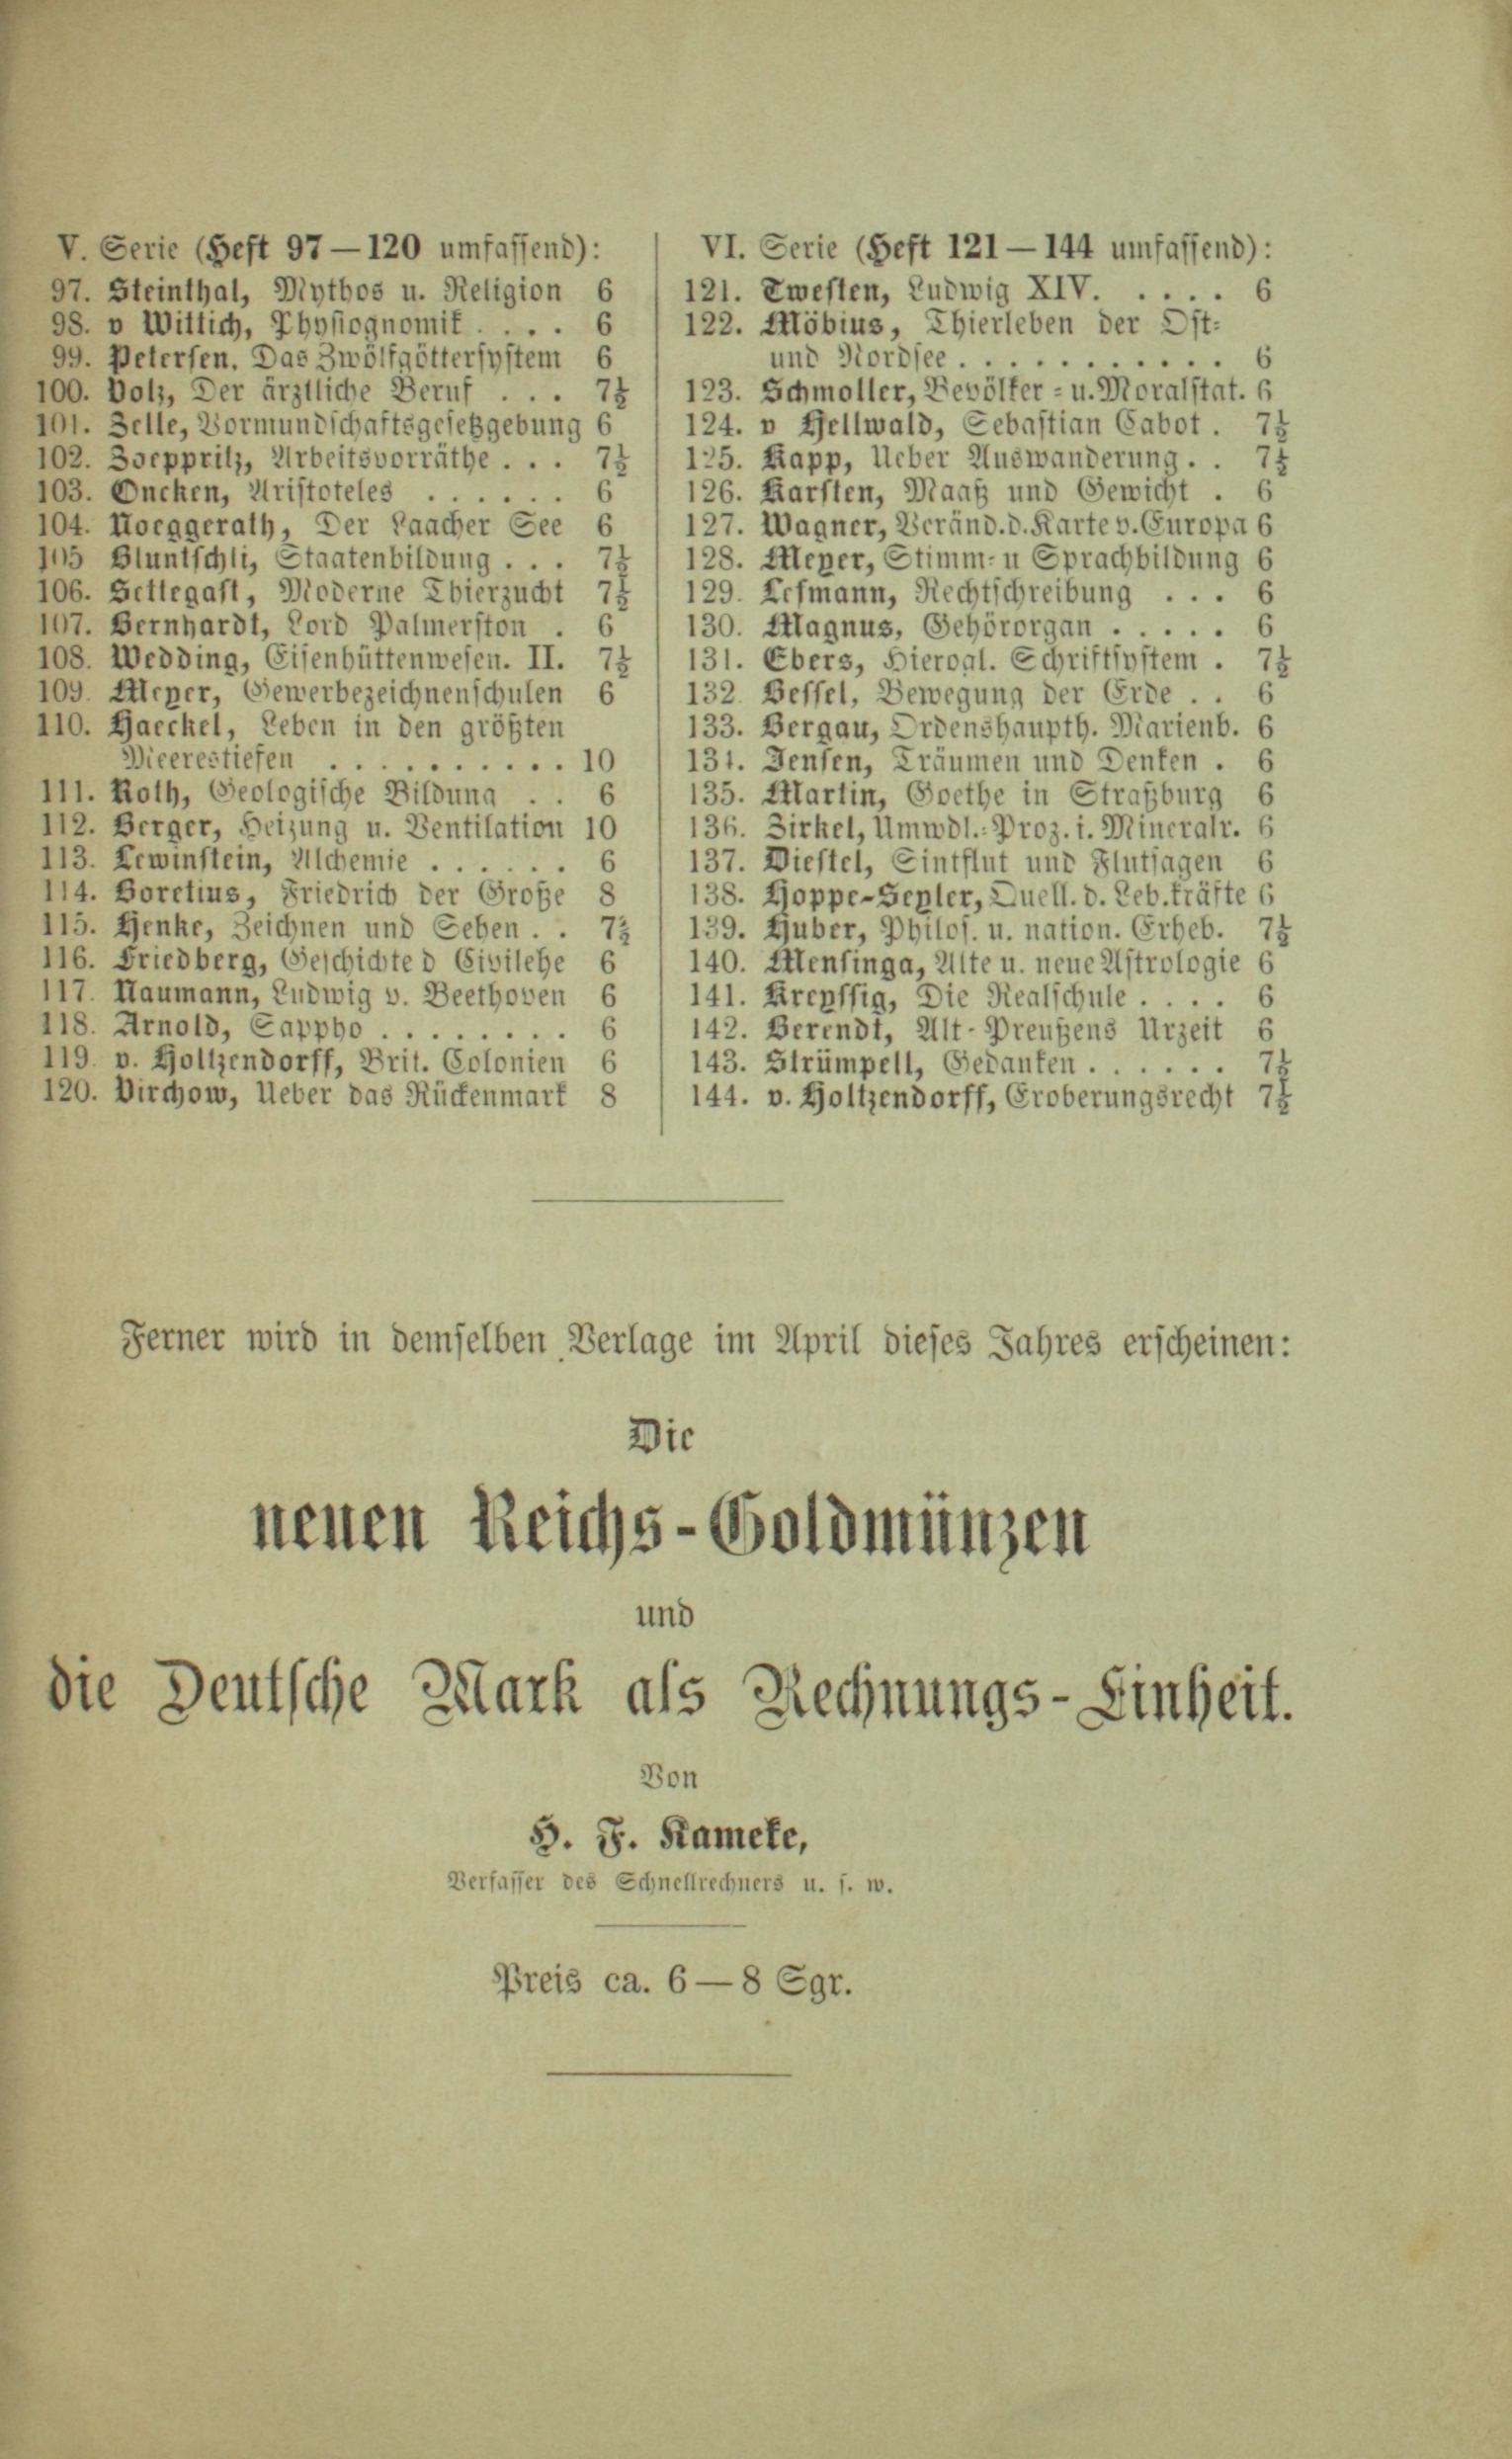 V. Serie (Heft 97—120 umfassend):
97. Steinthal, Mythos u. Religion 6
98. v Wittich, Physiognomik . . . . 6
99. Petersen. Das Zwölfgöttersystem 6
100. Volz, Der ärztliche Beruf . . . 7½
101. Zelle, Vormundschaftsgesetzgebung 6
102. Zoeppritz, Arbeitsvorräthe . . . 7½
103. Oncken, Aristoteles . . . . . . 6
104. Noeggerath, Der Laacher See 6
105 Bluntschli, Staatenbildung . . . 7½
106. Settegast, Moderne Thierzucht 7½
107. Bernhardt, Lord Palmerston . 6
108. Wedding, Eisenhüttenwesen. II. 7½
109. Meyer, Gewerbezeichnenschulen 6
110. Haeckel, Leben in den größten
Meerestiefen . . . . . . . . . . 10
111. Roth, Geologische Bildung . . 6
112. Berger, Heizung u. Ventilation 10
113. Lewinstein, Alchemie . . . . . . 6
114. Boretius, Friedrich der Große 8
115. Henke, Zeichnen und Sehen . . 7½
116. Friedberg, Geschichte d Civilehe 6
117. Naumann, Ludwig v. Beethoven 6
118. Arnold, Sappho . . . . . . . . 6
119. v. Holtzendorff, Brit. Colonien 6
120. Virchow, Ueber das Rückenmark 8
VI. Serie (Heft 121—144 umfassend):
121. Twesten, Ludwig XIV. . . . . . 6
122. Möbius, Thierleben der Ost-
und Nordsee . . . . . . . . . . . 6
123. Schmoller, Bevölker- u. Moralstat. 6
124. v Hellwald, Sebastian Cabot . 7½
125. Kapp, Ueber Auswanderung . . 7½
126. Karsten, Maaß und Gewicht . 6
127. Wagner, Veränd. d. Karte v. Europa 6
128. Meyer, Stimm- u Sprachbildung 6
129. Lefmann, Rechtschreibung . . . 6
130. Magnus, Gehörorgan . . . . . 6
131. Ebers, Hierogl. Schriftsystem . 7½
132. Bessel, Bewegung der Erde . . 6
133. Bergau, Ordenshaupth. Marienb. 6
134. Jensen, Träumen und Denken . 6
135. Martin, Goethe in Straßburg 6
136. Zirkel, Umwdl.-Proz. i. Mineralr. 6
137. Diestel, Sintflut und Flutsagen 6
138. Hoppe-Seyler, Quell. d. Leb.kräfte 6
139. Huber, Philos. u. nation. Erheb. 7½
140. Mensinga, Alte u. neue Astrologie 6
141. Kreyssig, Die Realschule . . . . 6
142. Berendt, Alt-Preußens Urzeit 6
143. Strümpell, Gedanken . . . . . . 7½
144. v. Holtzendorff, Eroberungsrecht 7½
Ferner wird in demselben Verlage im April dieses Jahres erscheinen:
Die
neuen Reichs-Goldmünzen
und
die Deutsche Mark als Rechnungs-Einheit.
Von
H. F. Kameke,
Verfasser des Schnellrechners u. s. w.
Preis ca. 6—8 Sgr.